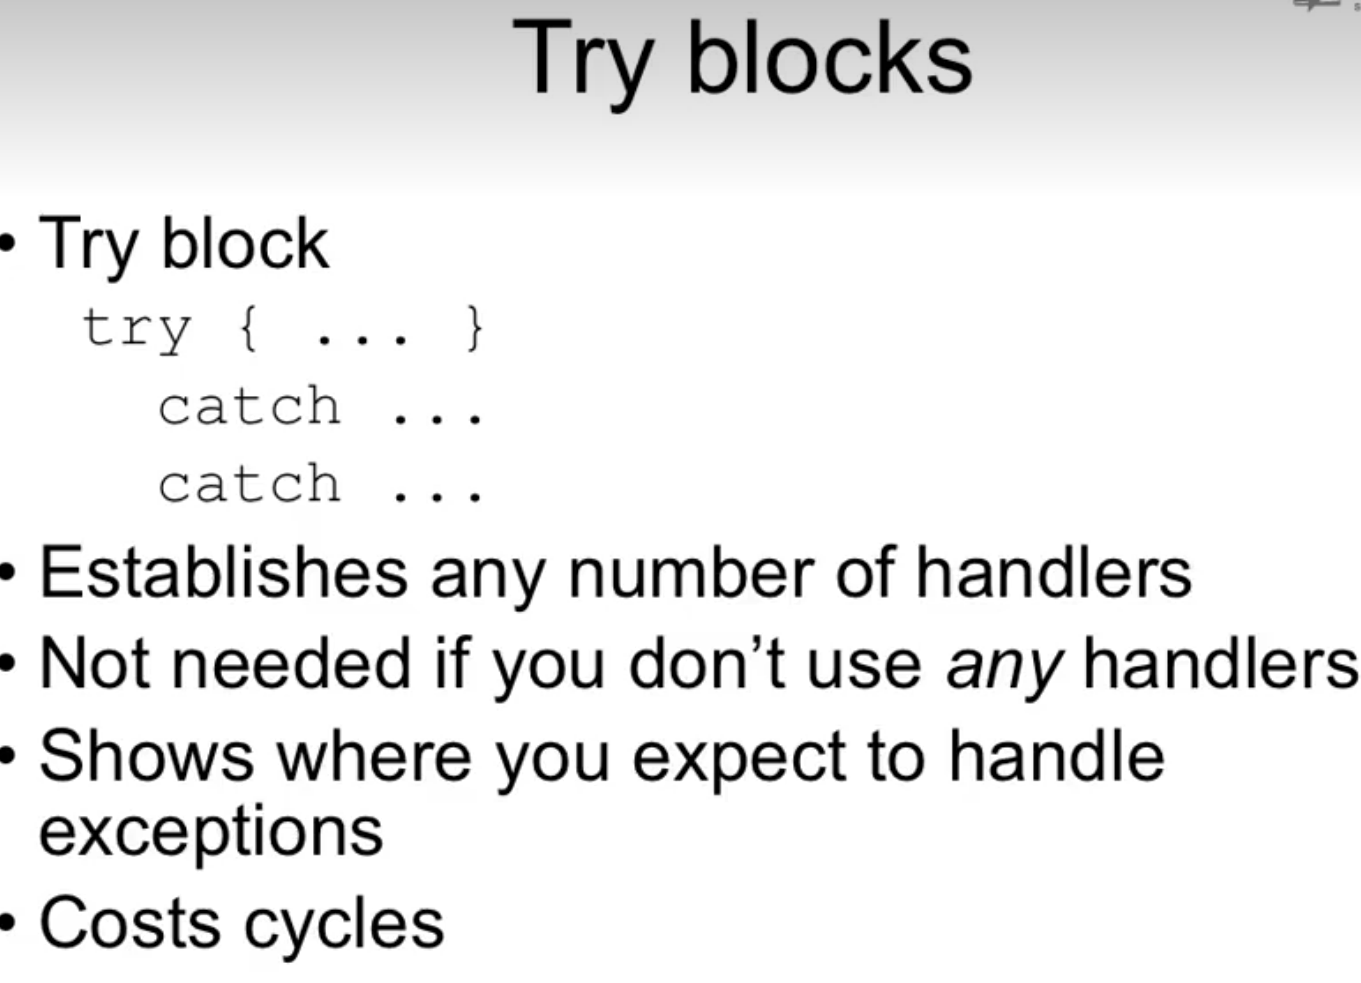 Try blocks
• Try block
try { ... }
catch ...
catch ...
• Establishes any number of handlers
• Not needed if you don’t use any handlers
• Shows where you expect to handle
exceptions
• Costs cycles